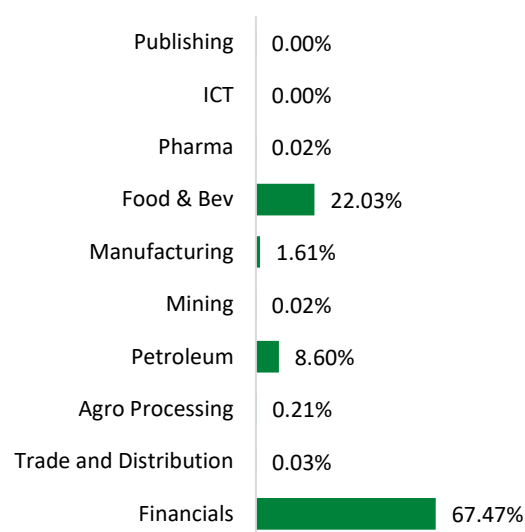 Publishing 0.00%
ICT 0.00%
Pharma 0.02%
Food & Bev 22.03%
Manufacturing 1.61%
Mining 0.02%
Petroleum 8.60%
Agro Processing 0.21%
Trade and Distribution 0.03%
Financials 67.47%